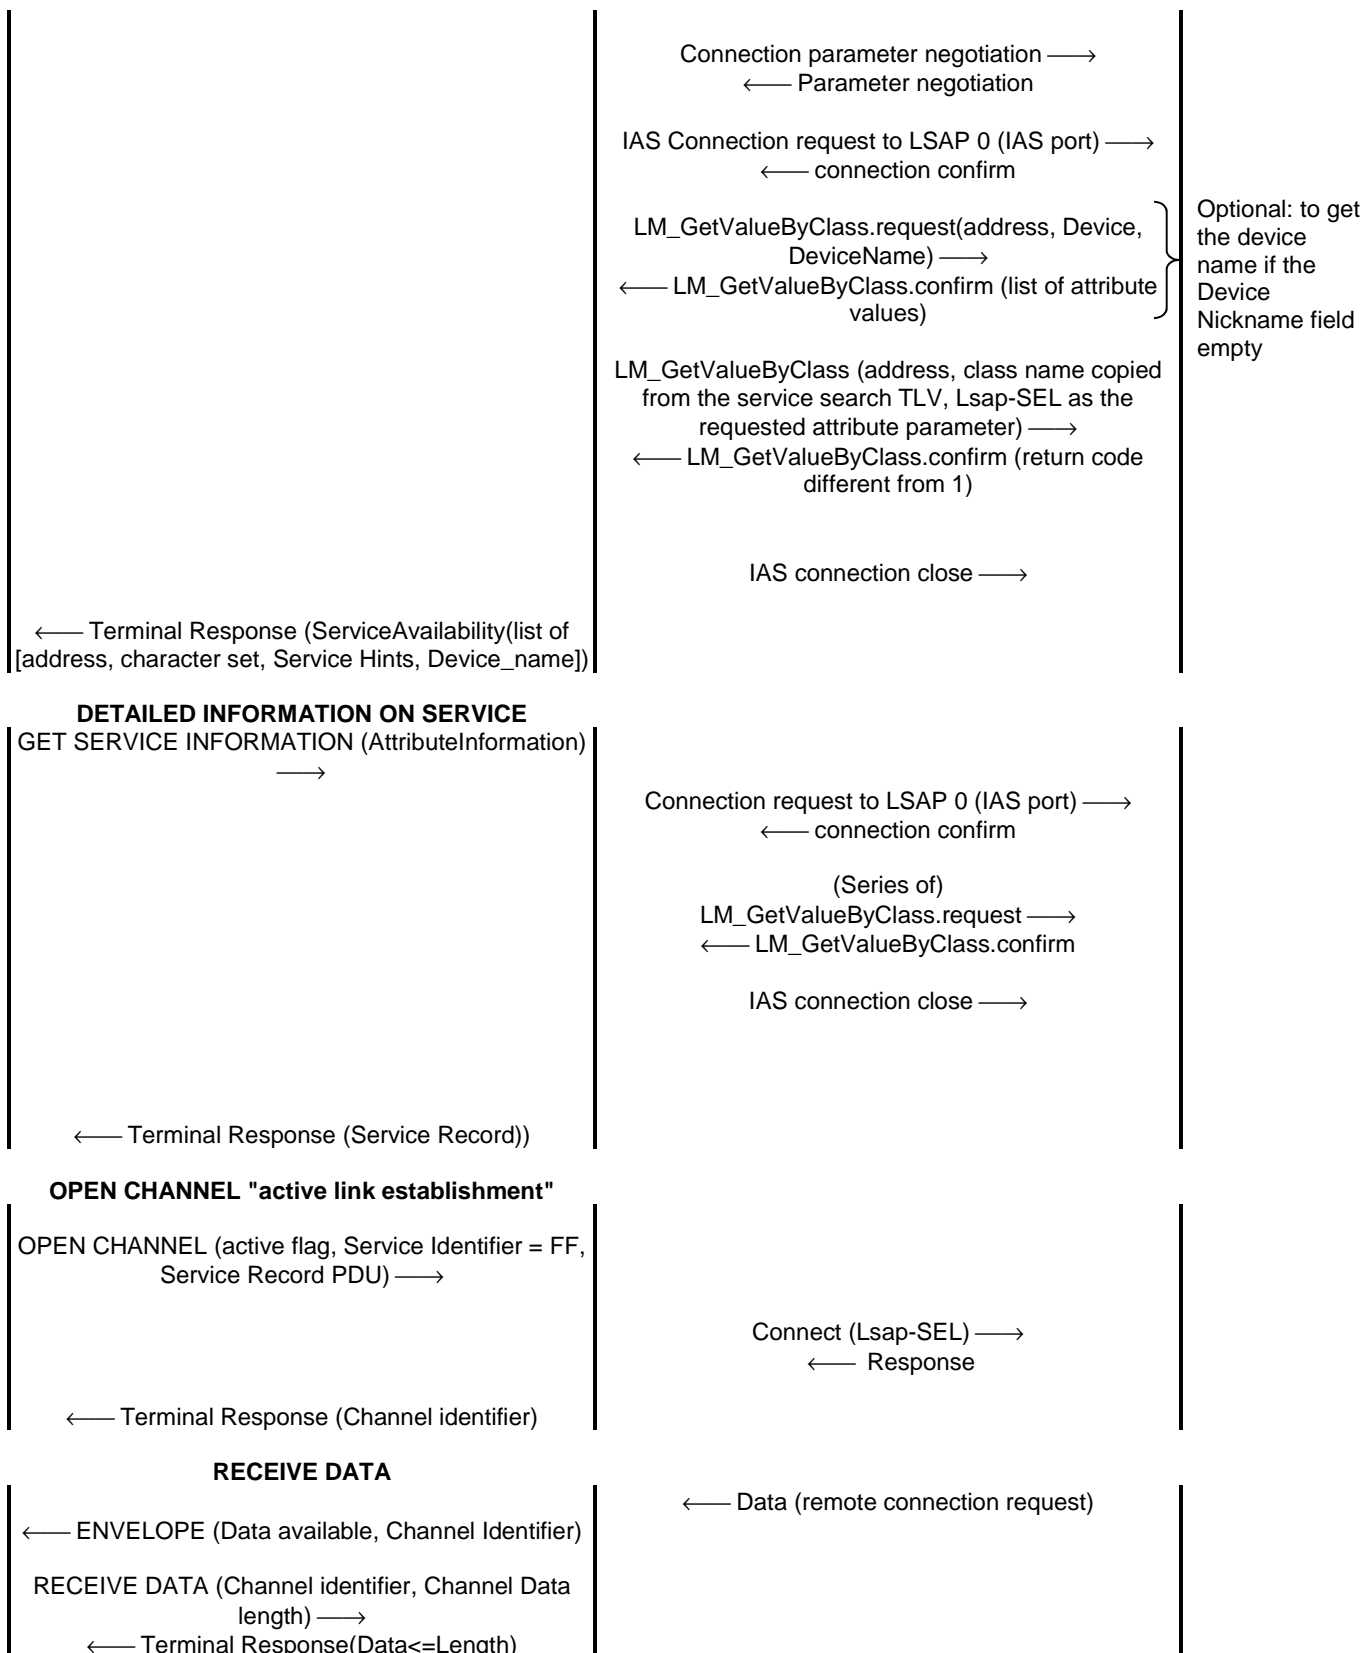 Connection parameter negotiation ⟶
⟵ Parameter negotiation
IAS Connection request to LSAP 0 (IAS port) ⟶
⟵ connection confirm
LM_GetValueByClass.request(address, Device,
DeviceName) ⟶
⟵ LM_GetValueByClass.confirm (list of attribute
values)
Optional: to get
the device
name if the
Device
Nickname field
empty
LM_GetValueByClass (address, class name copied
from the service search TLV, Lsap-SEL as the
requested attribute parameter) ⟶
⟵ LM_GetValueByClass.confirm (return code
different from 1)
IAS connection close ⟶
⟵ Terminal Response (ServiceAvailability(list of
[address, character set, Service Hints, Device_name])
DETAILED INFORMATION ON SERVICE
GET SERVICE INFORMATION (AttributeInformation)
⟶
Connection request to LSAP 0 (IAS port) ⟶
⟵ connection confirm
(Series of)
LM_GetValueByClass.request ⟶
⟵ LM_GetValueByClass.confirm
IAS connection close ⟶
⟵ Terminal Response (Service Record))
OPEN CHANNEL "active link establishment"
OPEN CHANNEL (active flag, Service Identifier = FF,
Service Record PDU) ⟶
Connect (Lsap-SEL) ⟶
⟵ Response
⟵ Terminal Response (Channel identifier)
RECEIVE DATA
⟵ Data (remote connection request)
⟵ ENVELOPE (Data available, Channel Identifier)
RECEIVE DATA (Channel identifier, Channel Data
length) ⟶
⟵ Terminal Response(Data<=Length)